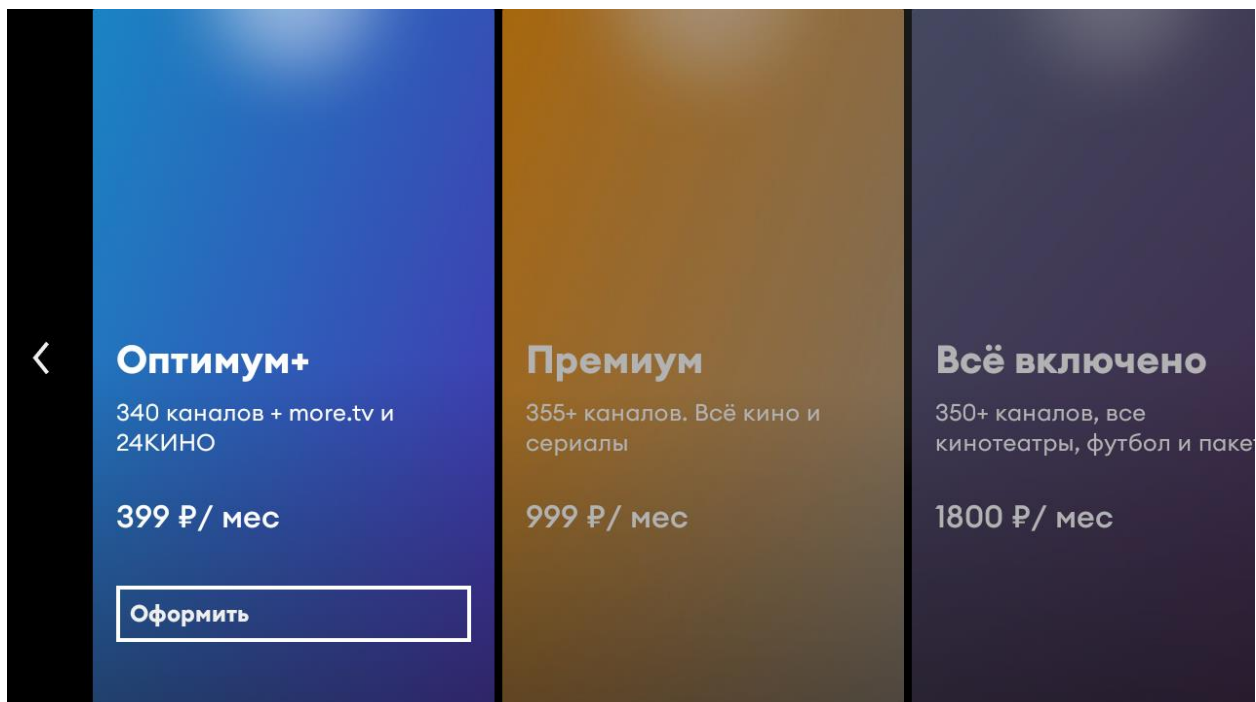 Оптимум+
340 каналов + more.tv и
24КИНО
399 ₽/ мес
Оформить
Премиум
355+ каналов. Всё кино и
сериалы
999 ₽/ мес
Всё включено
350+ каналов, все
кинотеатры, футбол и паке
1800 ₽/ мес